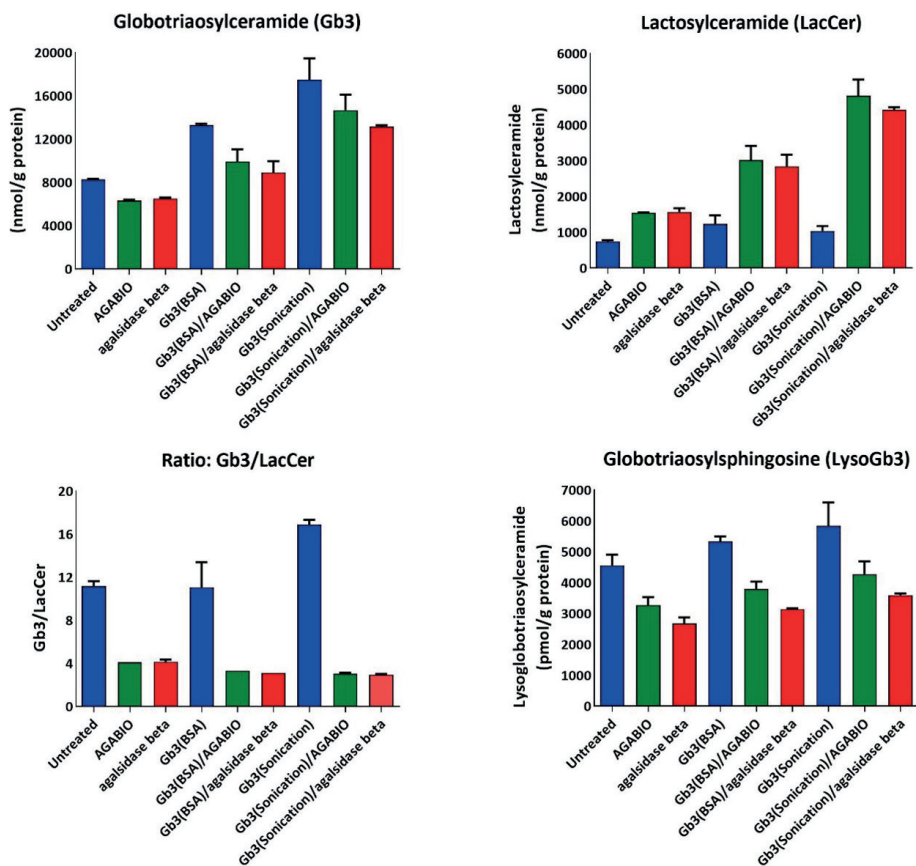 Globotriaosylceramide (Gb3)
(nmol/g protein)
20000
16000
12000
8000
4000
0
Untreated
AGABIO
agalsidase beta
Gb3(BSA)
Gb3(BSA)/AGABIO
Gb3(BSA)/agalsidase beta
Gb3(Sonication)
Gb3(Sonication)/AGABIO
Gb3(Sonication)/agalsidase beta
Lactosylceramide (LacCer)
Lactosylceramide
(nmol/g protein)
6000
5000
4000
3000
2000
1000
0
Untreated
AGABIO
agalsidase beta
Gb3(BSA)
Gb3(BSA)/AGABIO
Gb3(BSA)/agalsidase beta
Gb3(Sonication)
Gb3(Sonication)/AGABIO
Gb3(Sonication)/agalsidase beta
Ratio: Gb3/LacCer
Gb3/LacCer
20
16
12
8
4
0
Untreated
AGABIO
agalsidase beta
Gb3(BSA)
Gb3(BSA)/AGABIO
Gb3(BSA)/agalsidase beta
Gb3(Sonication)
Gb3(Sonication)/AGABIO
Gb3(Sonication)/agalsidase beta
Globotriaosylsphingosine (LysoGb3)
Lysoglobotriaosylceramide
(pmol/g protein)
7000
6000
5000
4000
3000
2000
1000
0
Untreated
AGABIO
agalsidase beta
Gb3(BSA)
Gb3(BSA)/AGABIO
Gb3(BSA)/agalsidase beta
Gb3(Sonication)
Gb3(Sonication)/AGABIO
Gb3(Sonication)/agalsidase beta